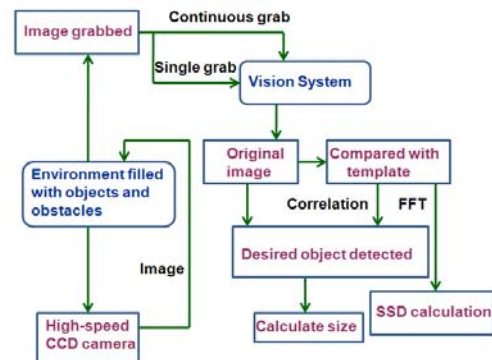 Continuous grab
Image grabbed
Single grab
Vision System
Environment filled
with objects and
obstacles
Original
image
Compared with
template
Correlation
FFT
Image
Desired object detected
High-speed
CCD camera
Calculate size
SSD calculation